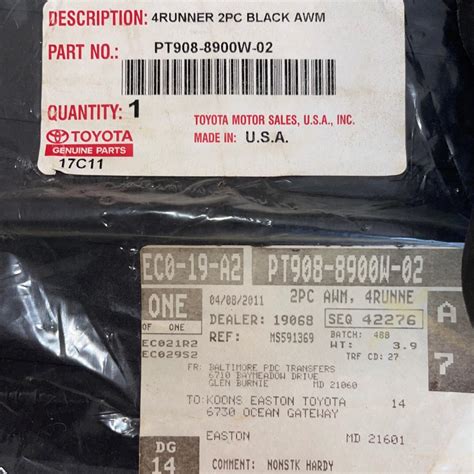 DESCRIPTION: 4RUNNER 2PC BLACK AWM
PART NO.: PT908-8900W-02
QUANTITY: 1
TOYOTA MOTOR SALES, U.S.A., INC.
TOYOTA
MADE IN: U.S.A.
GENUINE PARTS
17C11
EC0-19-A2 PT908-8900W-02
ONE 04/08/2011 2PC AWM, 4RUNNE A
OF ONE DEALER: 19068 SEQ 42276
EC021R2 REF: MS591369 BATCH: 488
EC029S2 WT: 3.9 7
TRF CD: 27
FR: BALTIMORE PDC TRANSFERS
6710 BAYMEADOW DRIVE
GLEN BURNIE MD 21060
TO: KOONS EASTON TOYOTA 14
6730 OCEAN GATEWAY
EASTON MD 21601
DG
14 COMMENT: NONSTK HARDY